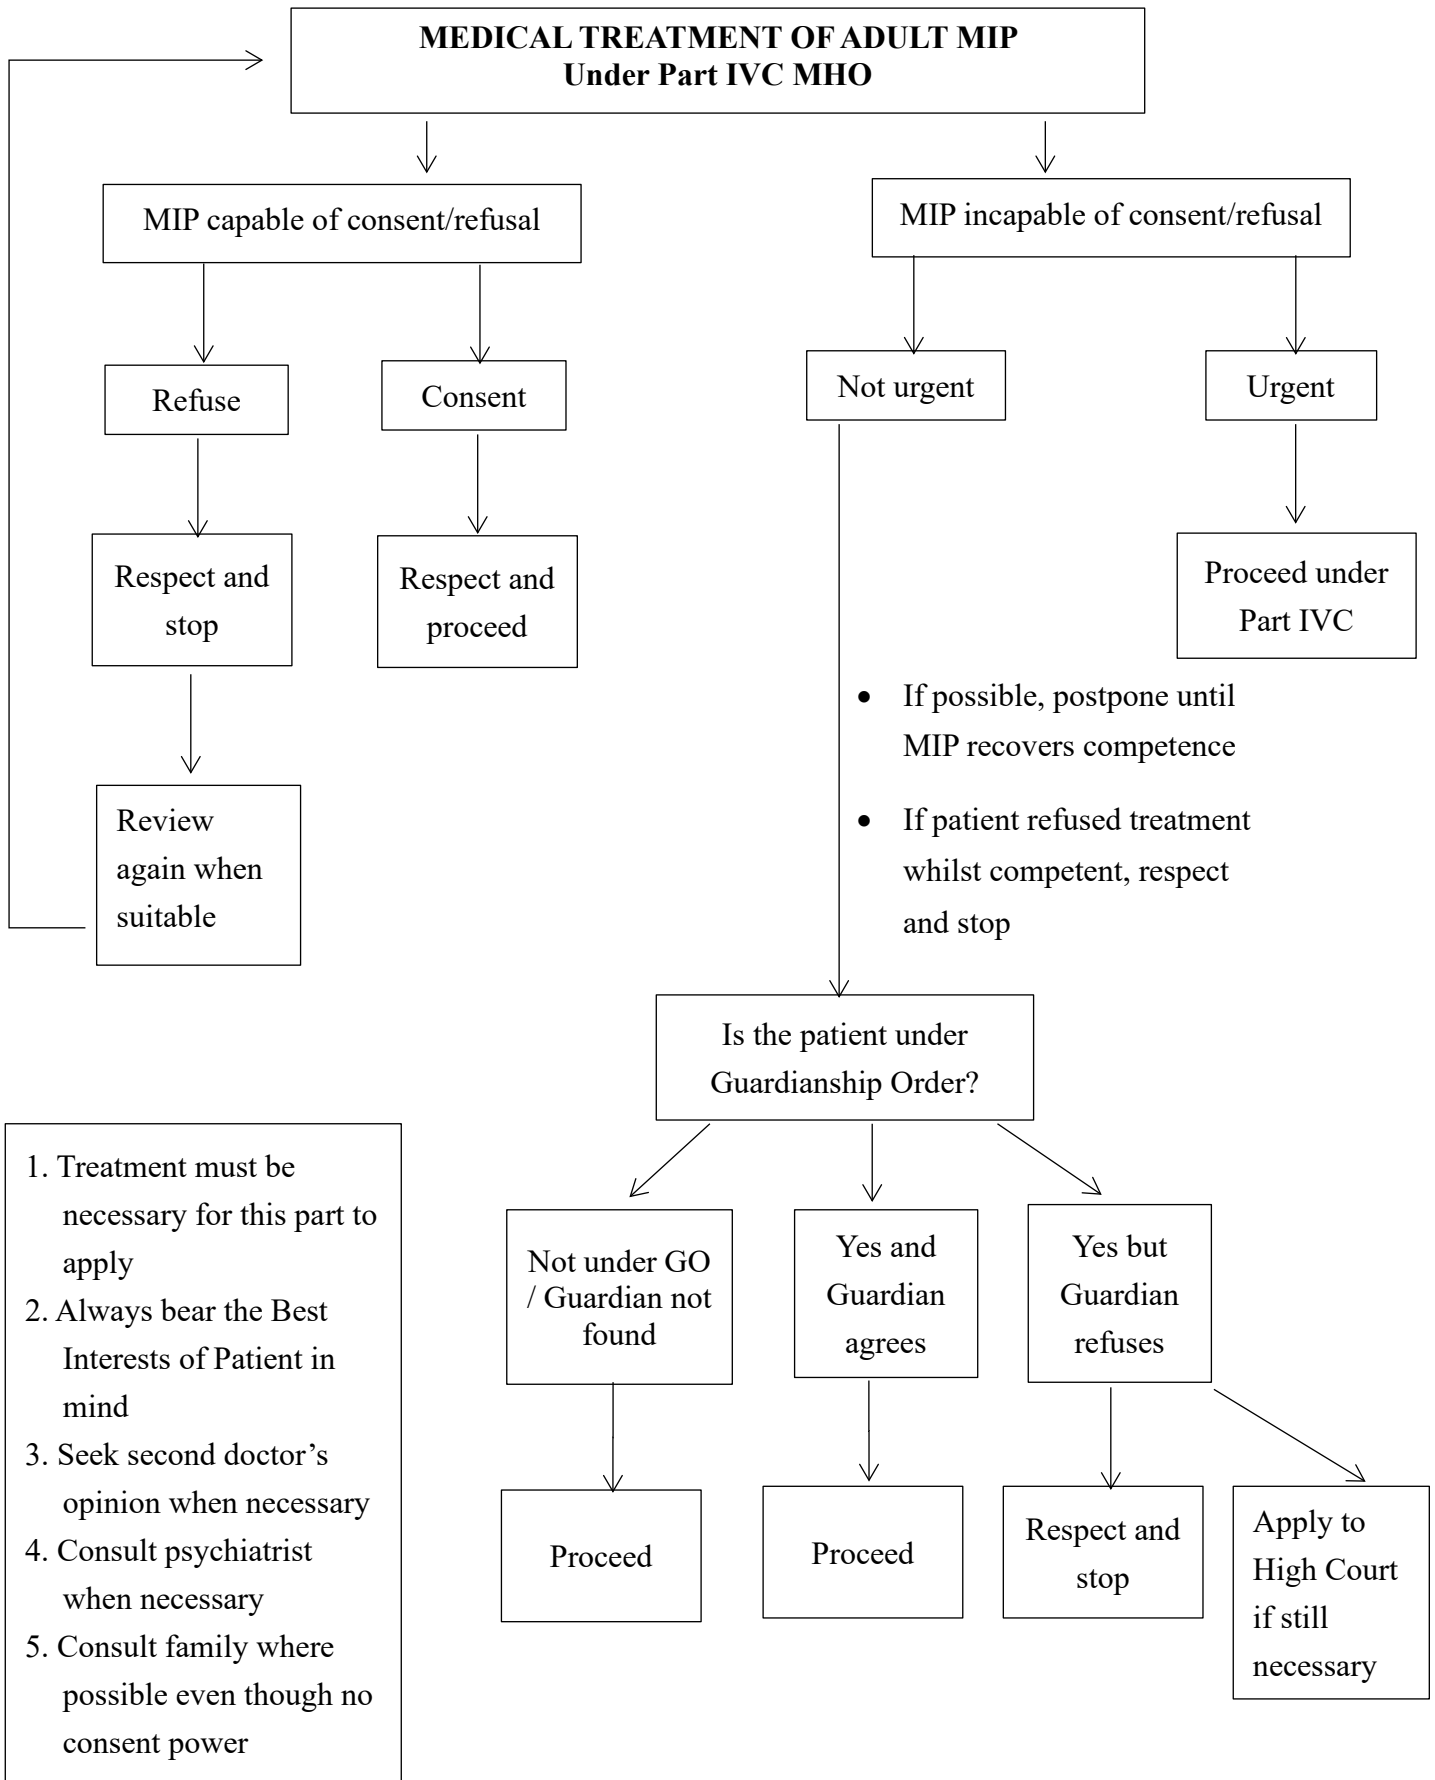 MEDICAL TREATMENT OF ADULT MIP
Under Part IVC MHO
MIP capable of consent/refusal
MIP incapable of consent/refusal
Refuse
Consent
Not urgent
Urgent
Respect and
stop
Respect and
proceed
Proceed under
Part IVC
Review
again when
suitable
• If possible, postpone until
MIP recovers competence
• If patient refused treatment
whilst competent, respect
and stop
Is the patient under
Guardianship Order?
Not under GO
/ Guardian not
found
Yes and
Guardian
agrees
Yes but
Guardian
refuses
Proceed
Proceed
Respect and
stop
Apply to
High Court
if still
necessary
1. Treatment must be
necessary for this part to
apply
2. Always bear the Best
Interests of Patient in
mind
3. Seek second doctor’s
opinion when necessary
4. Consult psychiatrist
when necessary
5. Consult family where
possible even though no
consent power